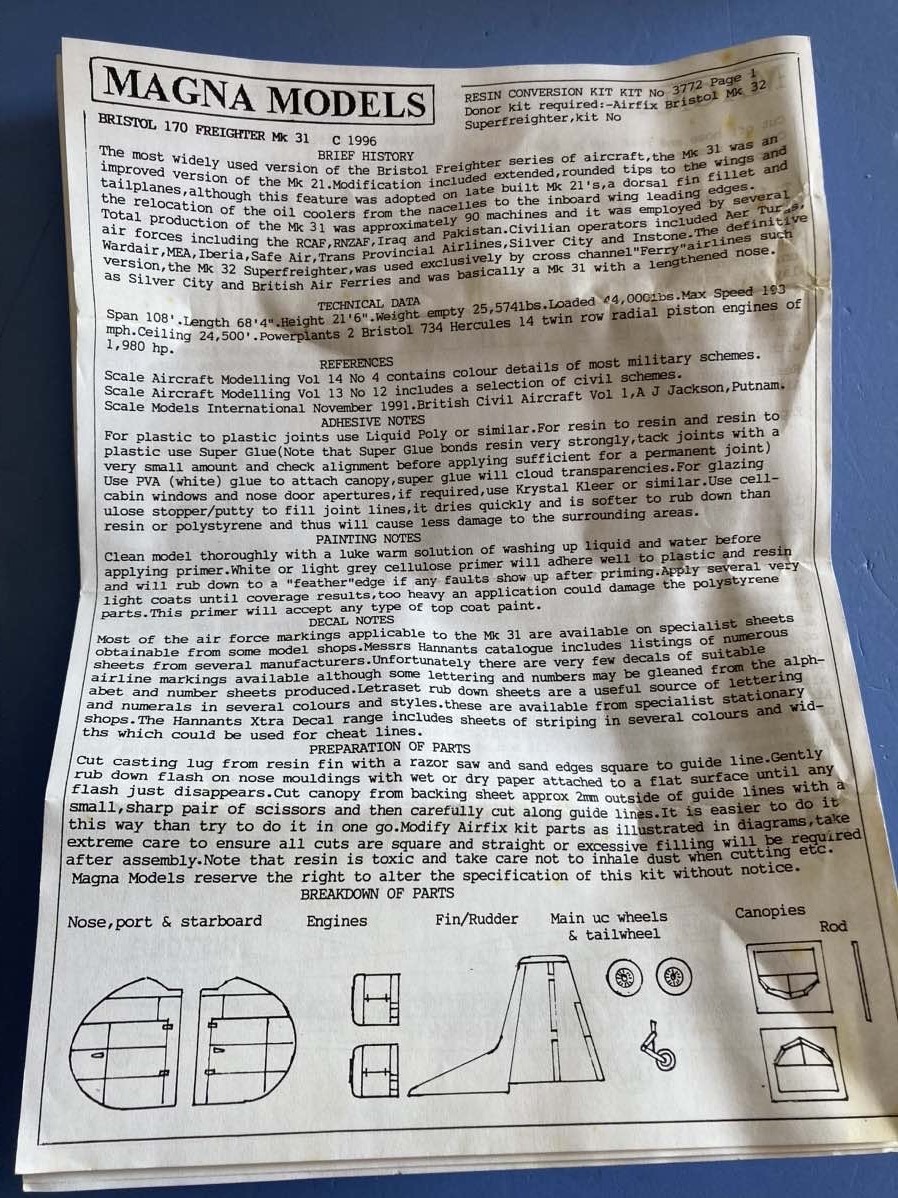 MAGNA MODELS
RESIN CONVERSION KIT KIT No 3772 Page 1
Donor kit required:-Airfix Bristol Mk 32
Superfreighter,kit No
BRISTOL 170 FREIGHTER Mk 31   C 1996
BRIEF HISTORY
The most widely used version of the Bristol Freighter series of aircraft,the Mk 31 was an
improved version of the Mk 21.Modification included extended,rounded tips to the wings and
tailplanes,although this feature was adopted on late built Mk 21's,a dorsal fin fillet and
the relocation of the oil coolers from the nacelles to the inboard wing leading edges.
Total production of the Mk 31 was approximately 90 machines and it was employed by several
air forces including the RCAF,RNZAF,Iraq and Pakistan.Civilian operators included Aer Turas,
Wardair,MEA,Iberia,Safe Air,Trans Provincial Airlines,Silver City and Instone.The definitive
version,the Mk 32 Superfreighter,was used exclusively by cross channel"Ferry"airlines such
as Silver City and British Air Ferries and was basically a Mk 31 with a lengthened nose.
TECHNICAL DATA
Span 108'.Length 68'4".Height 21'6".Weight empty 25,574lbs.Loaded 44,000lbs.Max Speed 193
mph.Ceiling 24,500'.Powerplants 2 Bristol 734 Hercules 14 twin row radial piston engines of
1,980 hp.
REFERENCES
Scale Aircraft Modelling Vol 14 No 4 contains colour details of most military schemes.
Scale Aircraft Modelling Vol 13 No 12 includes a selection of civil schemes.
Scale Models International November 1991.British Civil Aircraft Vol 1,A J Jackson,Putnam.
ADHESIVE NOTES
For plastic to plastic joints use Liquid Poly or similar.For resin to resin and resin to
plastic use Super Glue(Note that Super Glue bonds resin very strongly,tack joints with a
very small amount and check alignment before applying sufficient for a permanent joint)
Use PVA (white) glue to attach canopy,super glue will cloud transparencies.For glazing
cabin windows and nose door apertures,if required,use Krystal Kleer or similar.Use cell-
ulose stopper/putty to fill joint lines,it dries quickly and is softer to rub down than
resin or polystyrene and thus will cause less damage to the surrounding areas.
PAINTING NOTES
Clean model thoroughly with a luke warm solution of washing up liquid and water before
applying primer.White or light grey cellulose primer will adhere well to plastic and resin
and will rub down to a "feather"edge if any faults show up after priming.Apply several very
light coats until coverage results,too heavy an application could damage the polystyrene
parts.This primer will accept any type of top coat paint.
DECAL NOTES
Most of the air force markings applicable to the Mk 31 are available on specialist sheets
obtainable from some model shops.Messrs Hannants catalogue includes listings of numerous
sheets from several manufacturers.Unfortunately there are very few decals of suitable
airline markings available although some lettering and numbers may be gleaned from the alph-
abet and number sheets produced.Letraset rub down sheets are a useful source of lettering
and numerals in several colours and styles.these are available from specialist stationary
shops.The Hannants Xtra Decal range includes sheets of striping in several colours and wid-
ths which could be used for cheat lines.
PREPARATION OF PARTS
Cut casting lug from resin fin with a razor saw and sand edges square to guide line.Gently
rub down flash on nose mouldings with wet or dry paper attached to a flat surface until any
flash just disappears.Cut canopy from backing sheet approx 2mm outside of guide lines with a
small,sharp pair of scissors and then carefully cut along guide lines.It is easier to do it
this way than try to do it in one go.Modify Airfix kit parts as illustrated in diagrams,take
extreme care to ensure all cuts are square and straight or excessive filling will be required
after assembly.Note that resin is toxic and take care not to inhale dust when cutting etc.
Magna Models reserve the right to alter the specification of this kit without notice.
BREAKDOWN OF PARTS
Nose,port & starboard   Engines   Fin/Rudder   Main uc wheels   Canopies
& tailwheel   Rod